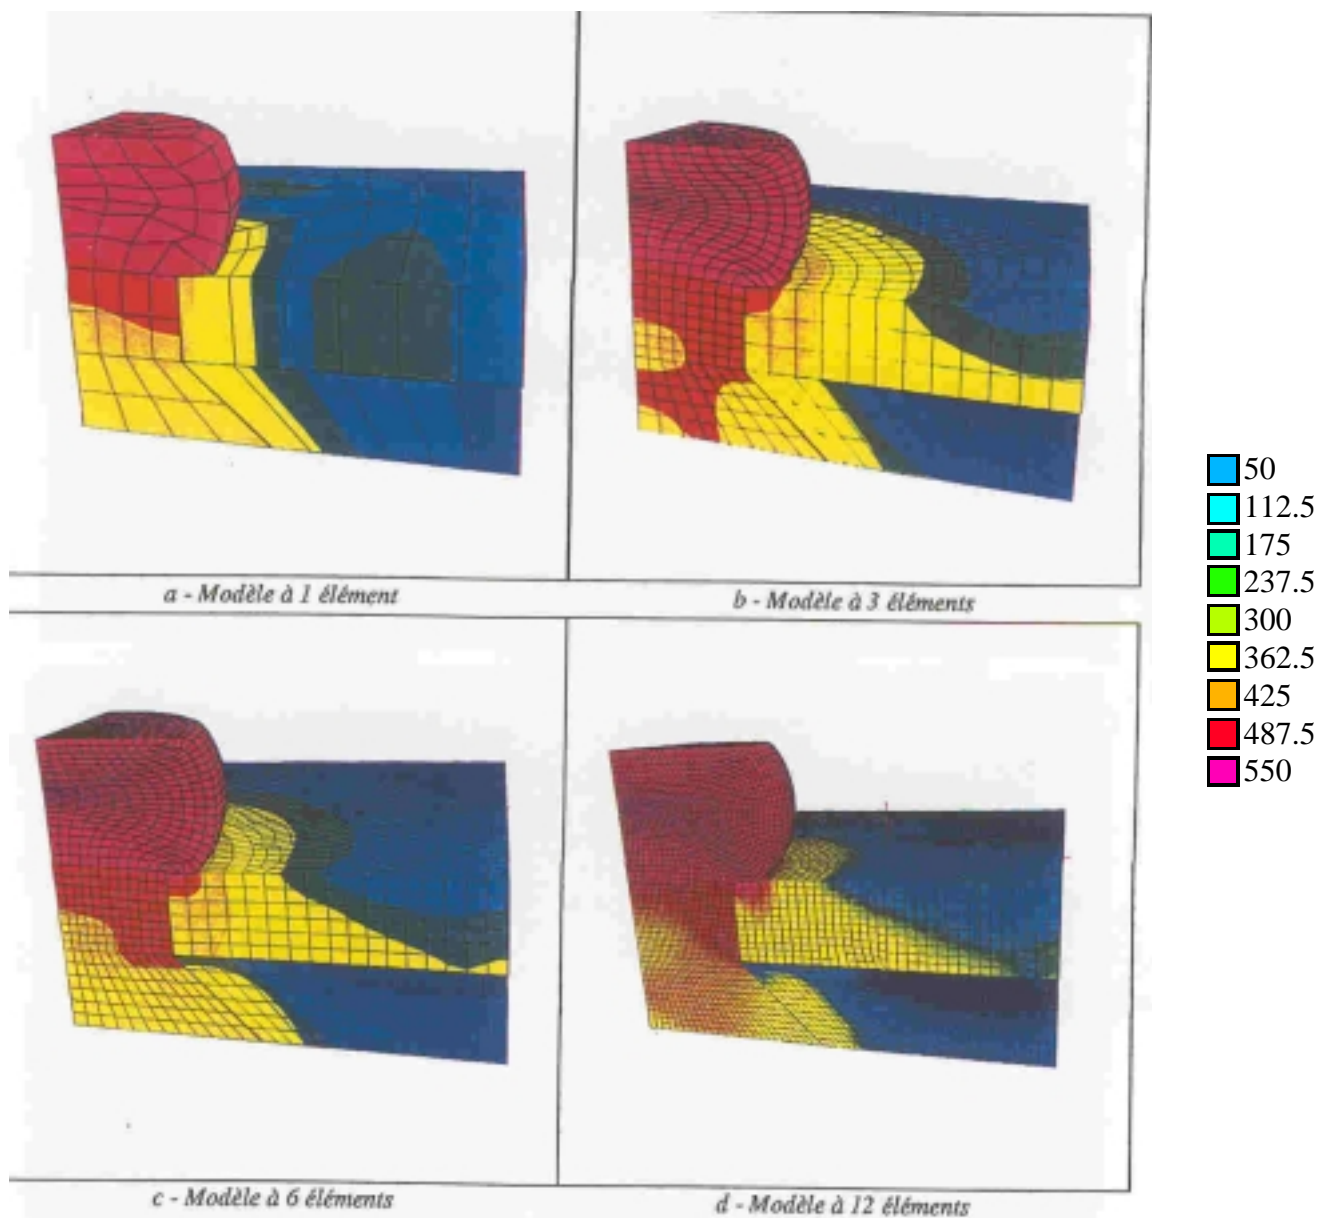 a - Modèle à 1 élément
b - Modèle à 3 éléments
50
112.5
175
237.5
300
362.5
425
487.5
550
c - Modèle à 6 éléments
d - Modèle à 12 éléments